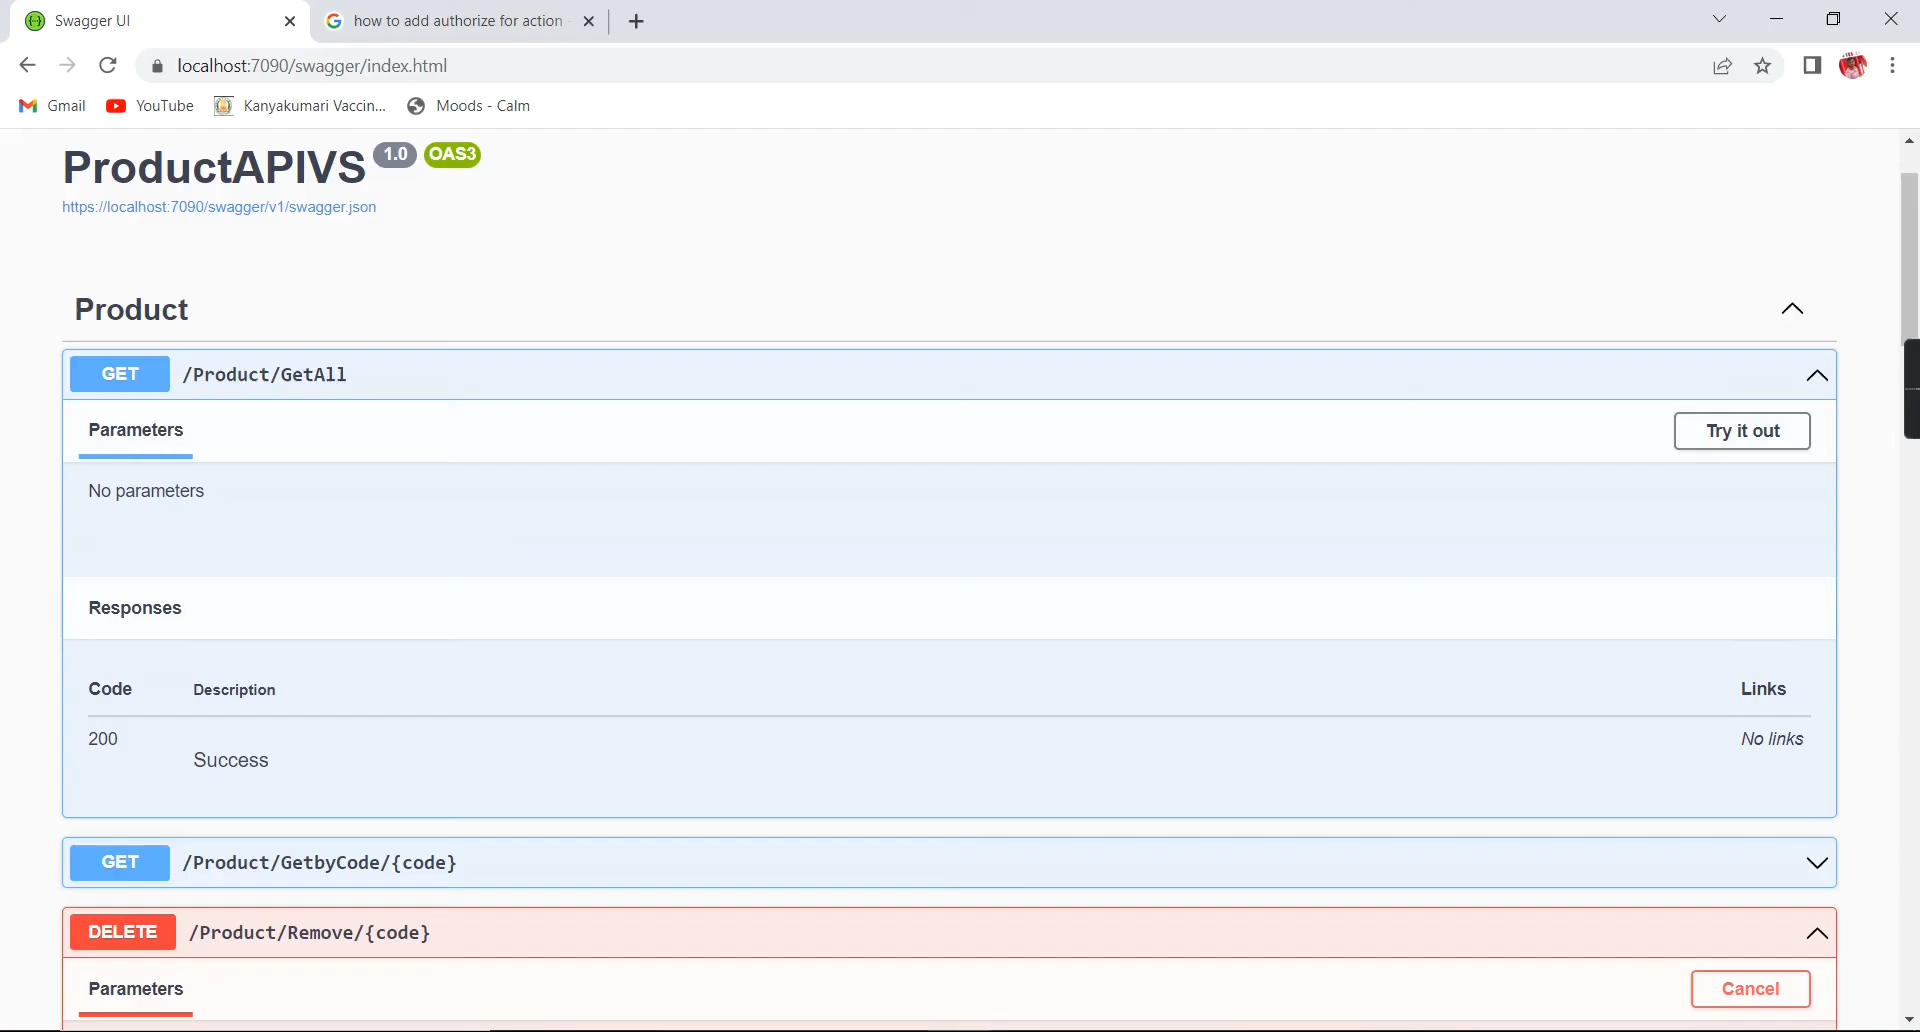 Swagger UI
how to add authorize for action
localhost:7090/swagger/index.html
Gmail
YouTube
Kanyakumari Vaccin...
Moods - Calm
ProductAPIVS 1.0 OAS3
https://localhost:7090/swagger/v1/swagger.json
Product
GET /Product/GetAll
Parameters
Try it out
No parameters
Responses
Code Description Links
200 Success No links
GET /Product/GetbyCode/{code}
DELETE /Product/Remove/{code}
Parameters
Cancel